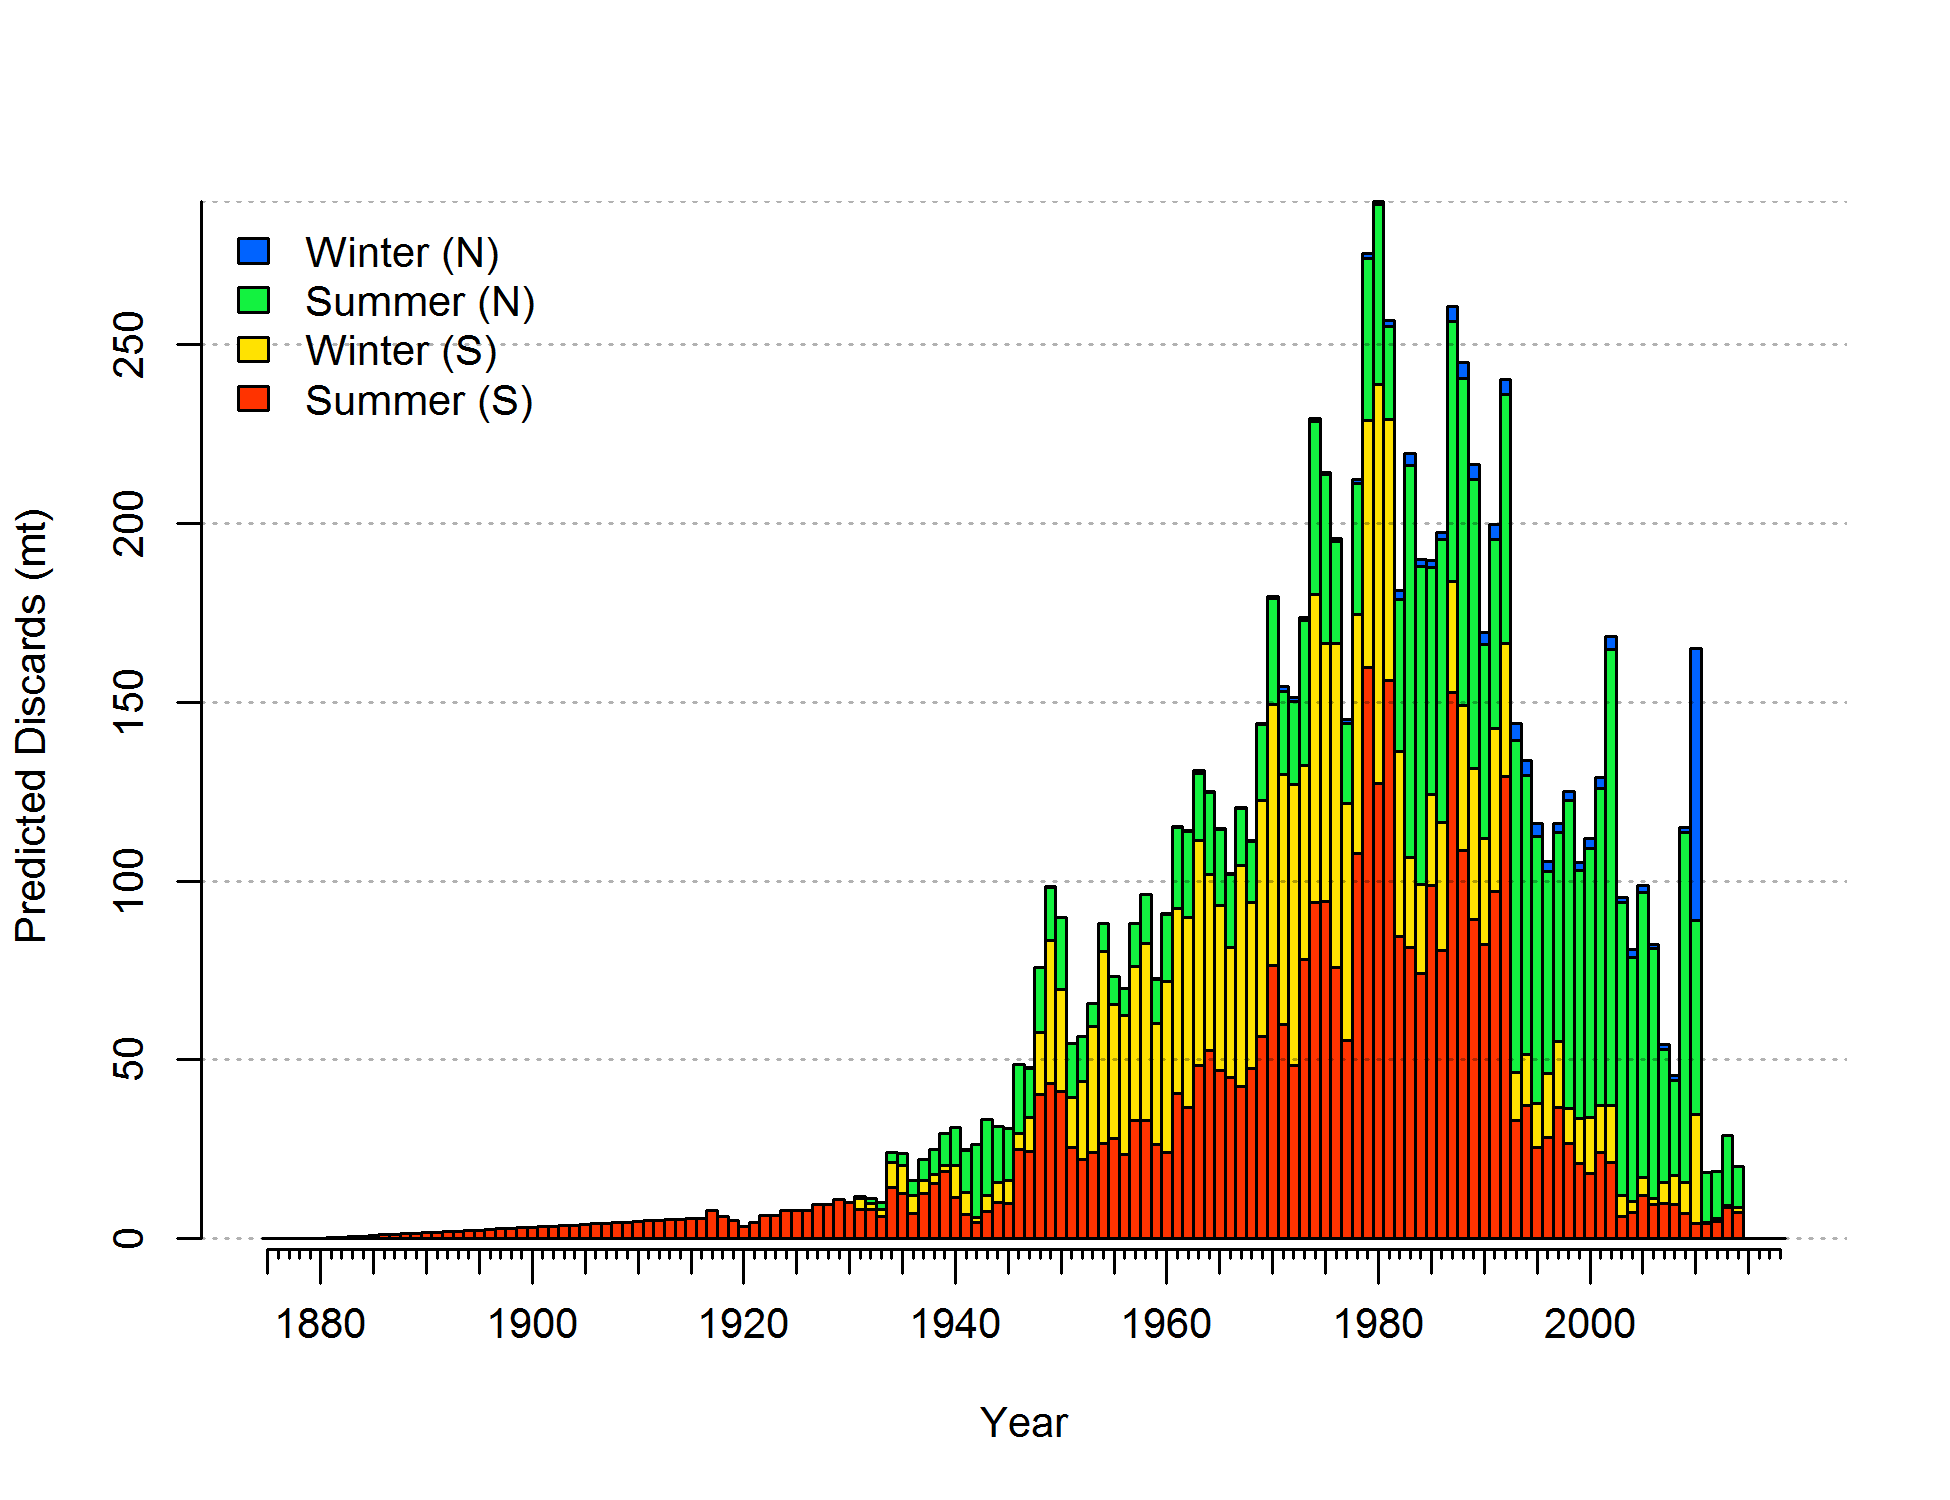 Winter (N)
Summer (N)
Winter (S)
Summer (S)
Predicted Discards (mt)
250
200
150
100
50
0
1880 1900 1920 1940 1960 1980 2000
Year